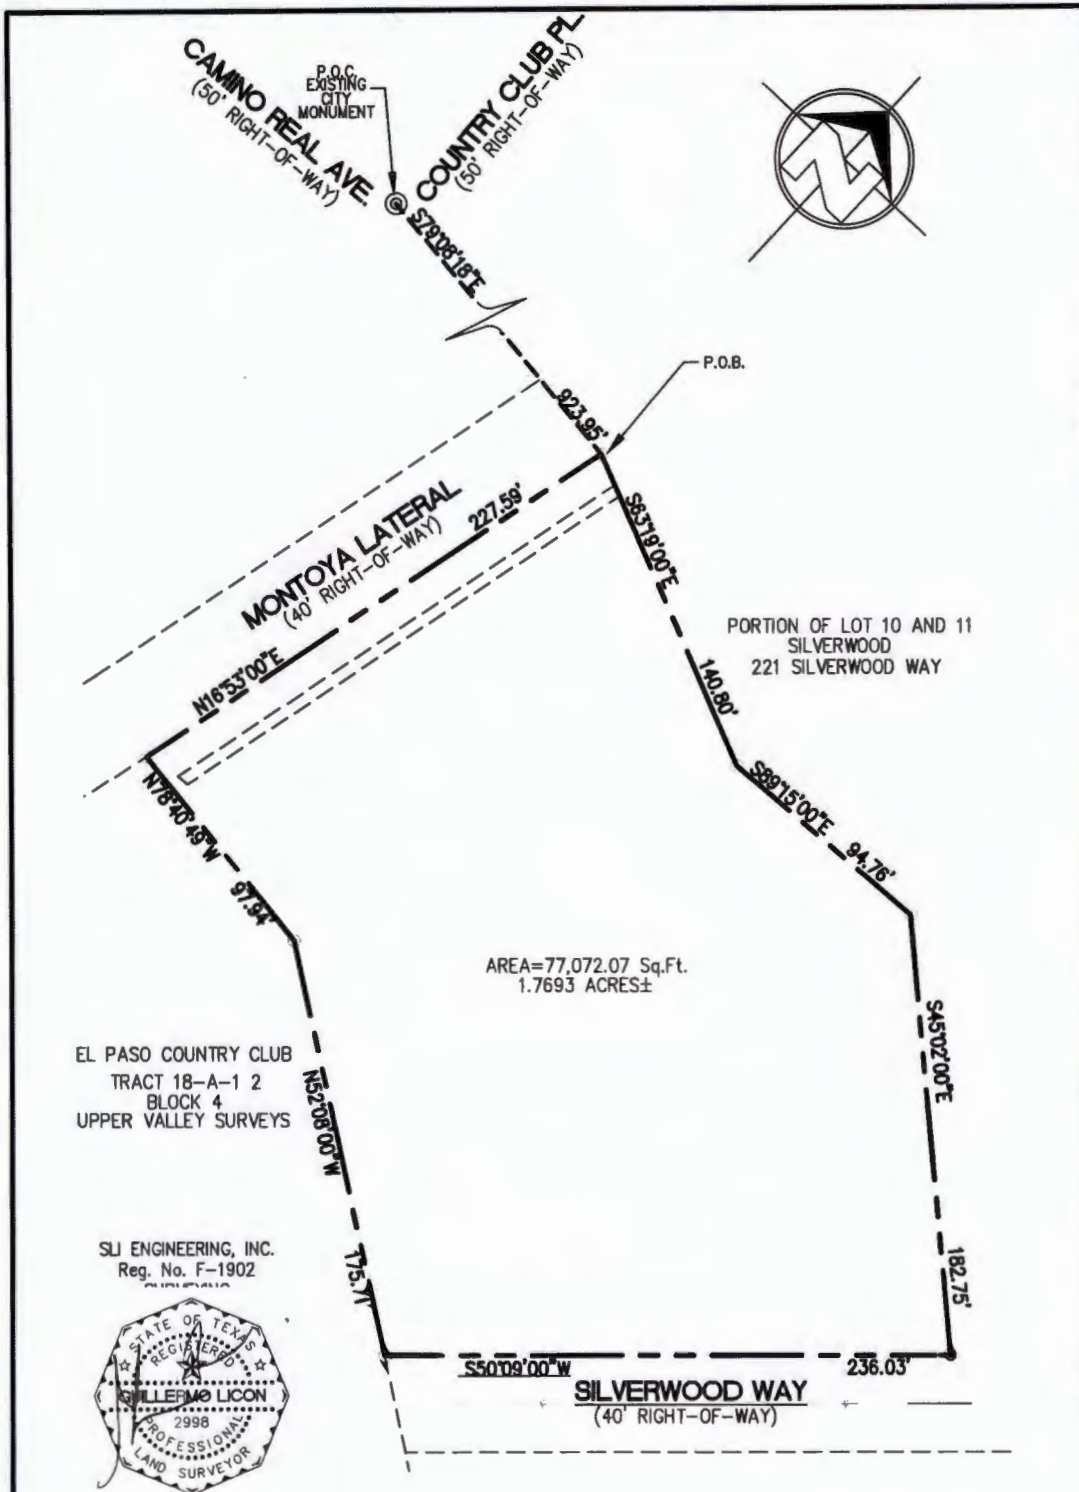 CAMINO REAL AVE.
(50' RIGHT-OF-WAY)
P.O.C.
EXISTING
CITY
MONUMENT
COUNTRY CLUB PL.
(50' RIGHT-OF-WAY)
S79°08'18"E
923.95'
P.O.B.
MONTOYA LATERAL
(40' RIGHT-OF-WAY)
227.59'
N16°53'00"E
S63°19'00"E
140.80'
PORTION OF LOT 10 AND 11
SILVERWOOD
221 SILVERWOOD WAY
S89°15'00"E
94.76'
N78°40'49"W
97.94'
AREA=77,072.07 Sq.Ft.
1.7693 ACRES±
S45°02'00"E
182.75'
EL PASO COUNTRY CLUB
TRACT 18-A-1 2
BLOCK 4
UPPER VALLEY SURVEYS
N52°08'00"W
175.71'
SLI ENGINEERING, INC.
Reg. No. F-1902
STATE OF TEXAS
REGISTERED
GUILLERMO LICON
2998
PROFESSIONAL
LAND SURVEYOR
S50°09'00"W
236.03'
SILVERWOOD WAY
(40' RIGHT-OF-WAY)